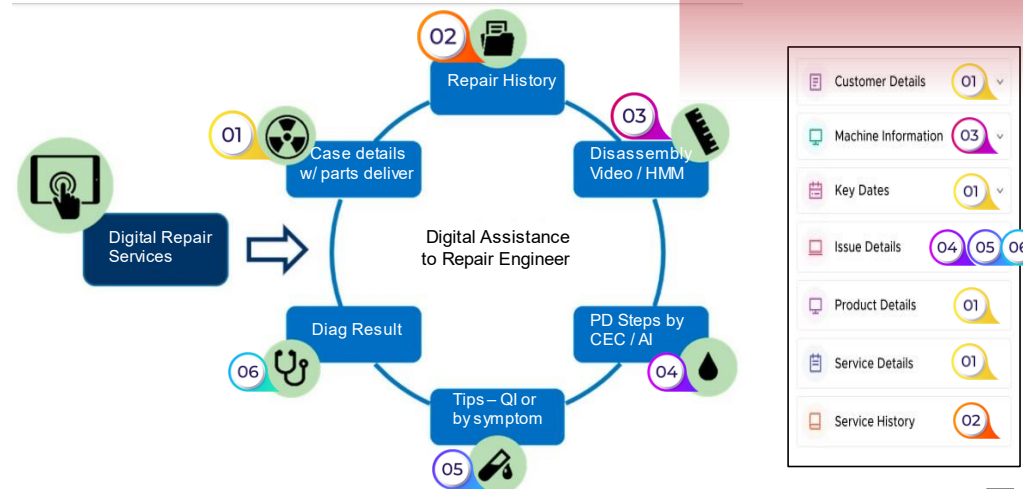 02
Repair History
01
Case details
w/ parts deliver
03
Disassembly
Video / HMM
Digital Repair
Services
Digital Assistance
to Repair Engineer
Diag Result
06
PD Steps by
CEC / AI
04
Tips – QI or
by symptom
05
Customer Details 01
Machine Information 03
Key Dates 01
Issue Details 04 05 06
Product Details 01
Service Details 01
Service History 02